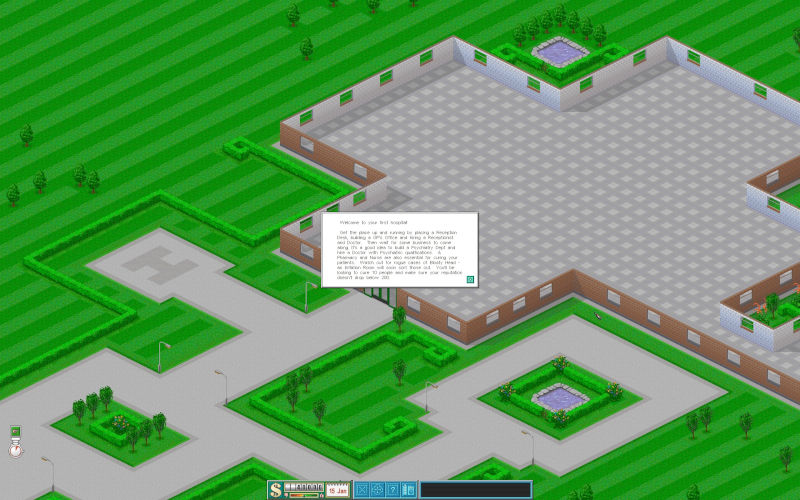 Welcome to your first hospital!
Get the place up and running by placing a Reception
Desk, building a GP's Office and hiring a Receptionist
and Doctor. Then wait for some business to come
along. It's a good idea to build a Psychiatry Dept and
hire a Doctor with Psychiatric qualifications. A
Pharmacy and Nurse are also essential for curing your
patients. Watch out for rogue cases of Bloaty Head -
an Inflation Room will soon sort those out. You'll be
looking to cure 10 people and make sure your reputation
doesn't drop below 200.
$
15 Jan
?